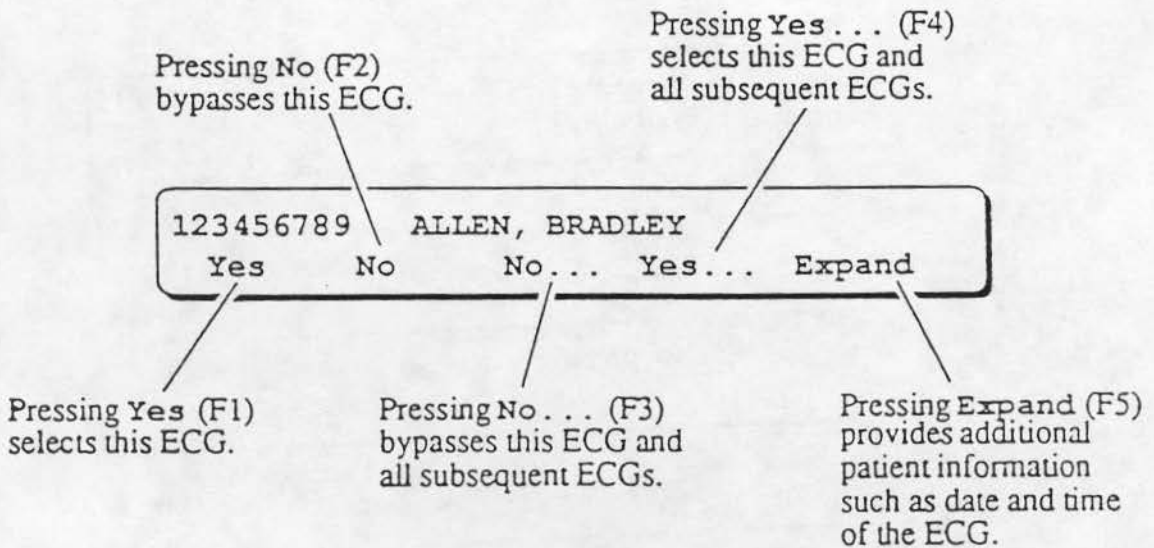 Pressing Yes... (F4)
selects this ECG and
all subsequent ECGs.
Pressing No (F2)
bypasses this ECG.
123456789 ALLEN, BRADLEY
Yes No No... Yes... Expand
Pressing Yes (F1)
selects this ECG.
Pressing No... (F3)
bypasses this ECG and
all subsequent ECGs.
Pressing Expand (F5)
provides additional
patient information
such as date and time
of the ECG.